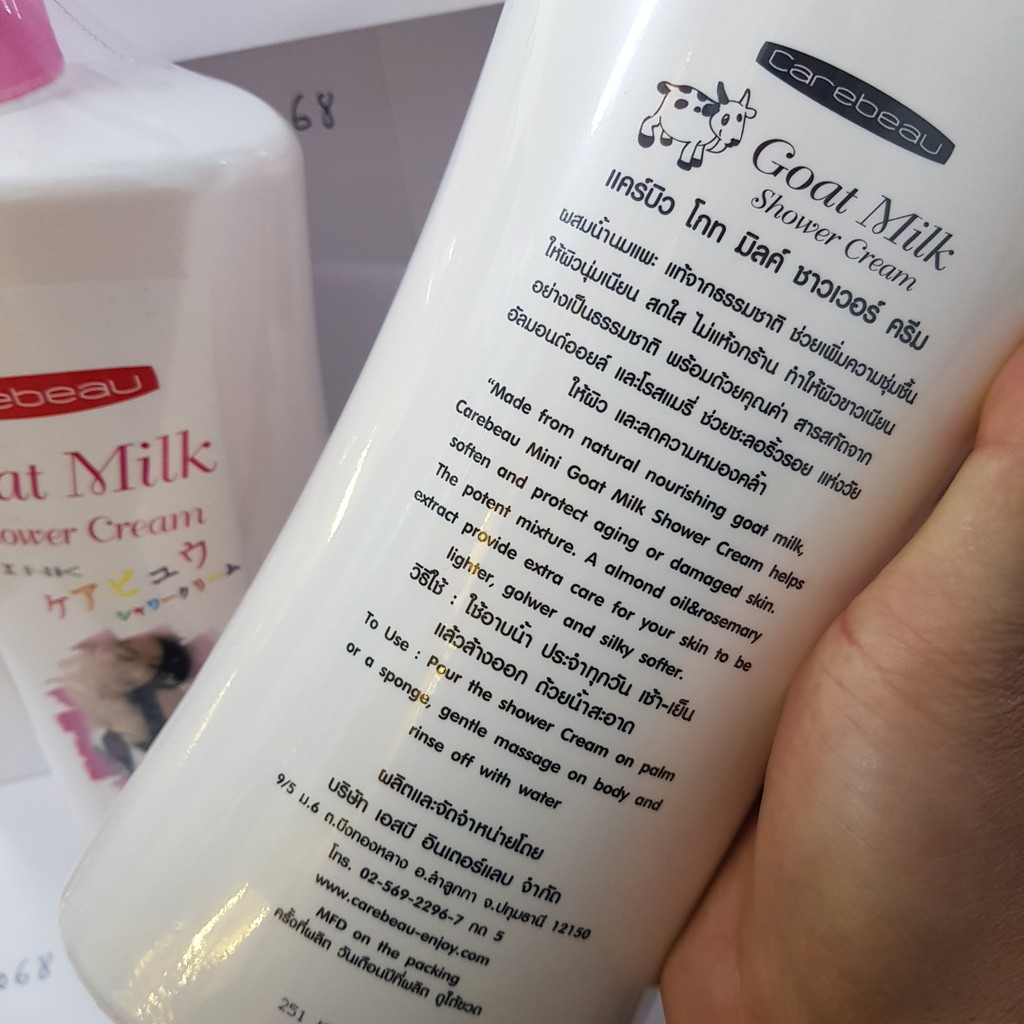 carebeau
Goat Milk
Shower Cream
แคร์บิว โกท มิลค์ ชาวเวอร์ ครีม
ผสมน้ำนมแพะ แท้จากธรรมชาติ ช่วยเพิ่มความชุ่มชื้น
ให้ผิวนุ่มเนียน สดใส ไม่แห้งกร้าน ทำให้ผิวขาวเนียน
อย่างเป็นธรรมชาติ พร้อมด้วยคุณค่า สารสกัดจาก
อัลมอนด์ออยล์ และโรสแมรี่ ช่วยชะลอริ้วรอย แห่งวัย
ให้ผิว และลดความหมองคล้ำ
"Made from natural nourishing goat milk,
Carebeau Mini Goat Milk Shower Cream helps
soften and protect aging or damaged skin.
The potent mixture. A almond oil&rosemary
extract provide extra care for your skin to be
lighter, golwer and silky softer.
วิธีใช้ : ใช้อาบน้ำ ประจำทุกวัน เช้า-เย็น
แล้วล้างออก ด้วยน้ำสะอาด
To Use : Pour the shower Cream on palm
or a sponge, gentle massage on body and
rinse off with water
ผลิตและจัดจำหน่ายโดย
บริษัท เอสบี อินเตอร์แลบ จำกัด
9/5 ม.6 ต.บึงทองหลาง อ.ลำลูกกา จ.ปทุมธานี 12150
โทร. 02-569-2296-7 กด 5
www.carebeau-enjoy.com
MFD on the packing
ครั้งที่ผลิต วันเดือนปีที่ผลิต ดูใต้ขวด
251
ebeau
at Milk
ower Cream
INK
ケアビュウ
シャワークリーム
68
068